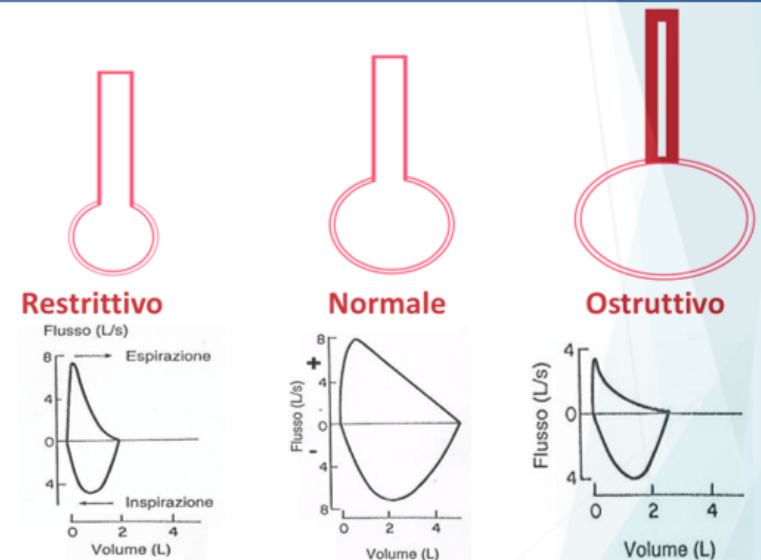 Restrittivo
Normale
Ostruttivo
Flusso (L/s)
8
Espirazione
4
0
4
Inspirazione
0 2 4
Volume (L)
8
+
4
Flusso (L/s)
0
-
4
8
0 2 4
Volume (L)
4
Flusso (L/s)
0
4
0 2 4
Volume (L)